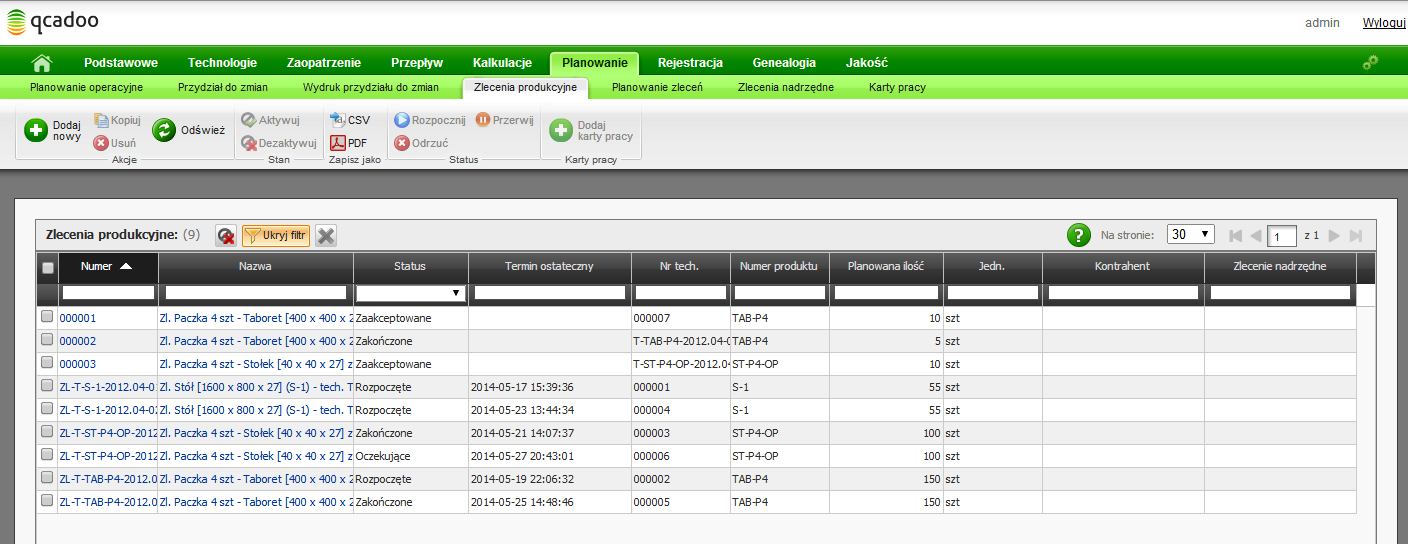 qcadoo
admin Wyloguj
Podstawowe Technologie Zaopatrzenie Przepływ Kalkulacje Planowanie Rejestracja Genealogia Jakość
Planowanie operacyjne Przydział do zmian Wydruk przydziału do zmian Zlecenia produkcyjne Planowanie zleceń Zlecenia nadrzędne Karty pracy
Dodaj nowy Kopiuj Usuń Odśwież Akcje
Aktywuj Dezaktywuj Stan
CSV PDF Zapisz jako
Rozpocznij Przerwij Odrzuć Status
Dodaj karty pracy Karty pracy
Zlecenia produkcyjne: (9) Ukryj filtr ? Na stronie: 30 1 z 1
Numer Nazwa Status Termin ostateczny Nr tech. Numer produktu Planowana ilość Jedn. Kontrahent Zlecenie nadrzędne
000001 Zl. Paczka 4 szt - Taboret [400 x 400 x 2 Zaakceptowane 000007 TAB-P4 10 szt
000002 Zl. Paczka 4 szt - Taboret [400 x 400 x 2 Zakończone T-TAB-P4-2012.04-0 TAB-P4 5 szt
000003 Zl. Paczka 4 szt - Stołek [40 x 40 x 27] z Zaakceptowane T-ST-P4-OP-2012.04 ST-P4-OP 10 szt
ZL-T-S-1-2012.04-01 Zl. Stół [1600 x 800 x 27] (S-1) - tech. T Rozpoczęte 2014-05-17 15:39:36 000001 S-1 55 szt
ZL-T-S-1-2012.04-02 Zl. Stół [1600 x 800 x 27] (S-1) - tech. T Rozpoczęte 2014-05-23 13:44:34 000004 S-1 55 szt
ZL-T-ST-P4-OP-2012 Zl. Paczka 4 szt - Stołek [40 x 40 x 27] z Zakończone 2014-05-21 14:07:37 000003 ST-P4-OP 100 szt
ZL-T-ST-P4-OP-2012 Zl. Paczka 4 szt - Stołek [40 x 40 x 27] z Oczekujące 2014-05-27 20:43:01 000006 ST-P4-OP 100 szt
ZL-T-TAB-P4-2012.0 Zl. Paczka 4 szt - Taboret [400 x 400 x 2 Rozpoczęte 2014-05-19 22:06:32 000002 TAB-P4 150 szt
ZL-T-TAB-P4-2012.0 Zl. Paczka 4 szt - Taboret [400 x 400 x 2 Zakończone 2014-05-25 14:48:46 000005 TAB-P4 150 szt